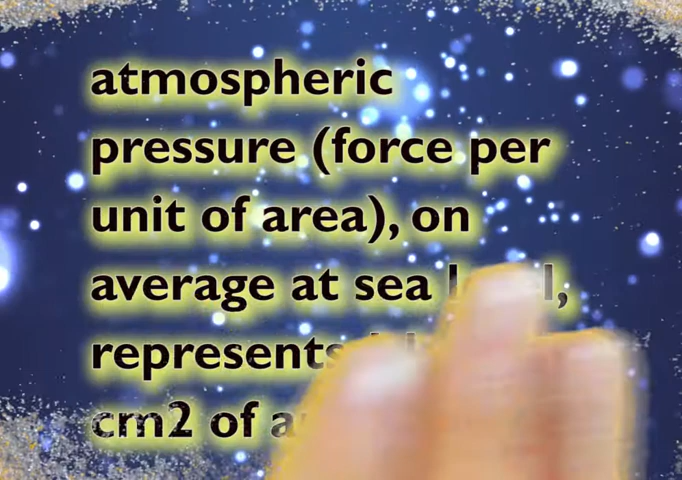 atmospheric
pressure (force per
unit of area), on
average at sea
represents
cm2 of